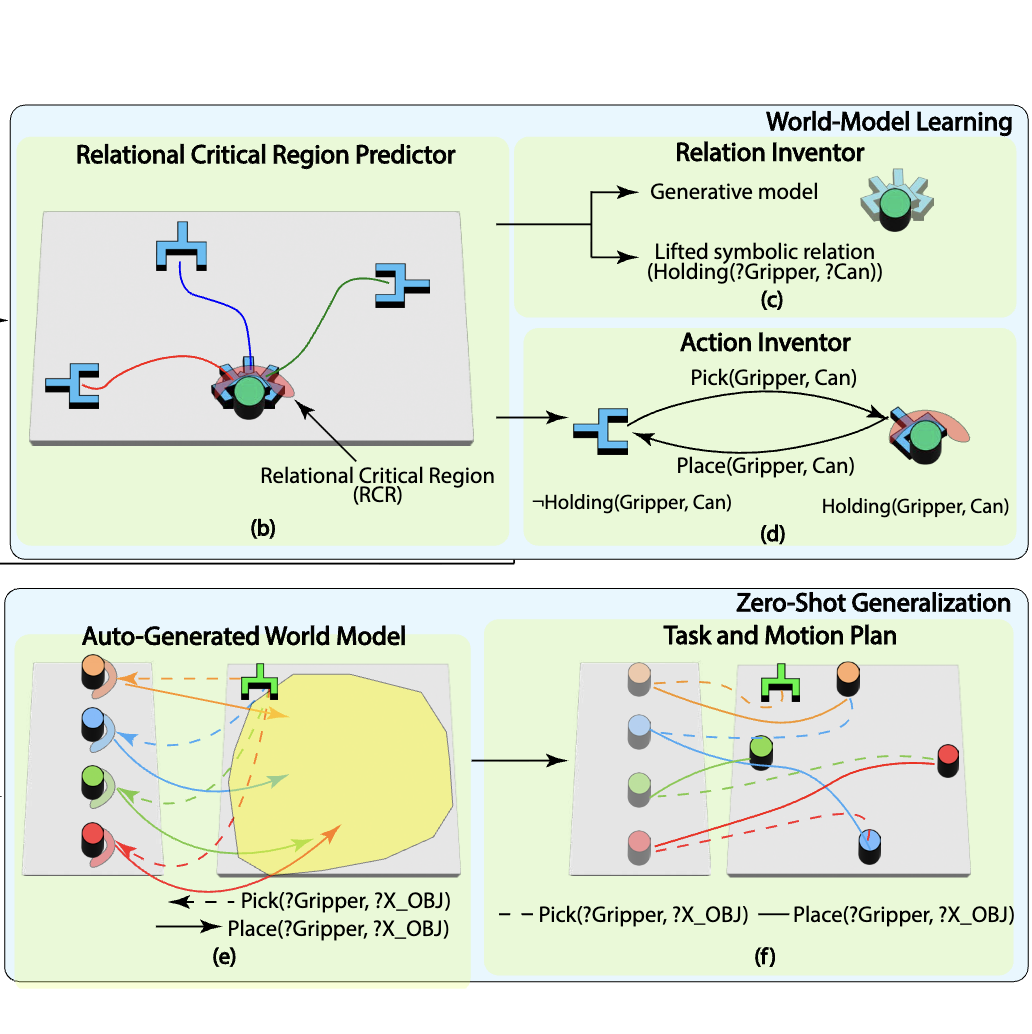 World-Model Learning
Relational Critical Region Predictor
Relational Critical Region
(RCR)
(b)
Relation Inventor
Generative model
Lifted symbolic relation
(Holding(?Gripper, ?Can))
(c)
Action Inventor
Pick(Gripper, Can)
Place(Gripper, Can)
¬Holding(Gripper, Can)
Holding(Gripper, Can)
(d)
Zero-Shot Generalization
Auto-Generated World Model
Pick(?Gripper, ?X_OBJ)
Place(?Gripper, ?X_OBJ)
(e)
Task and Motion Plan
Pick(?Gripper, ?X_OBJ) Place(?Gripper, ?X_OBJ)
(f)